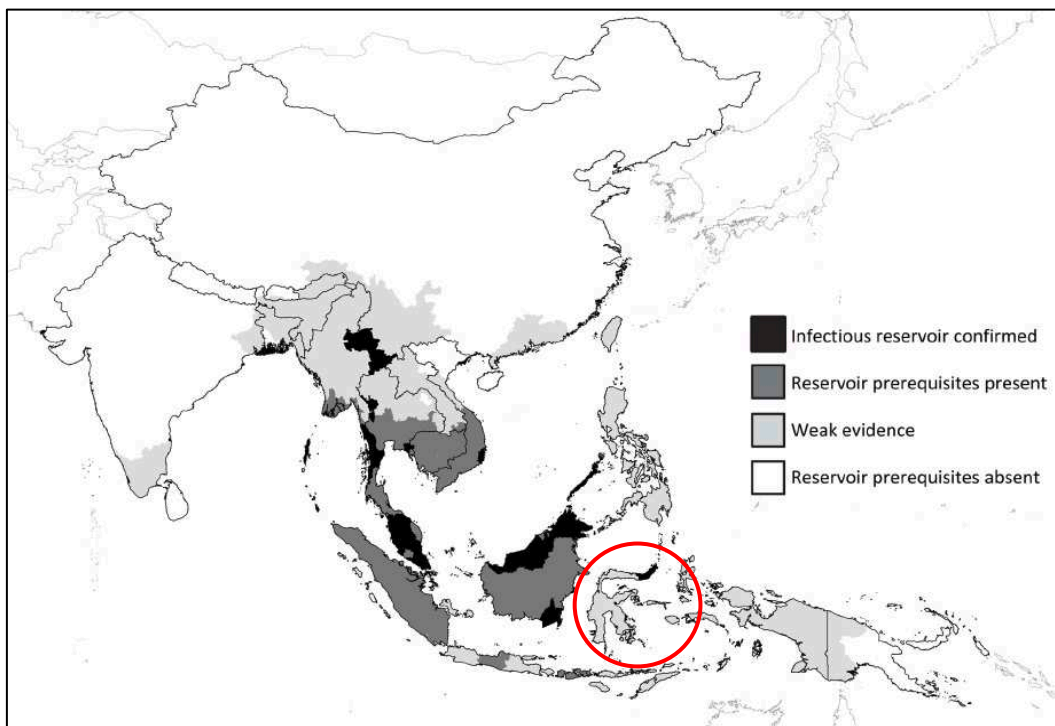 Infectious reservoir confirmed
Reservoir prerequisites present
Weak evidence
Reservoir prerequisites absent